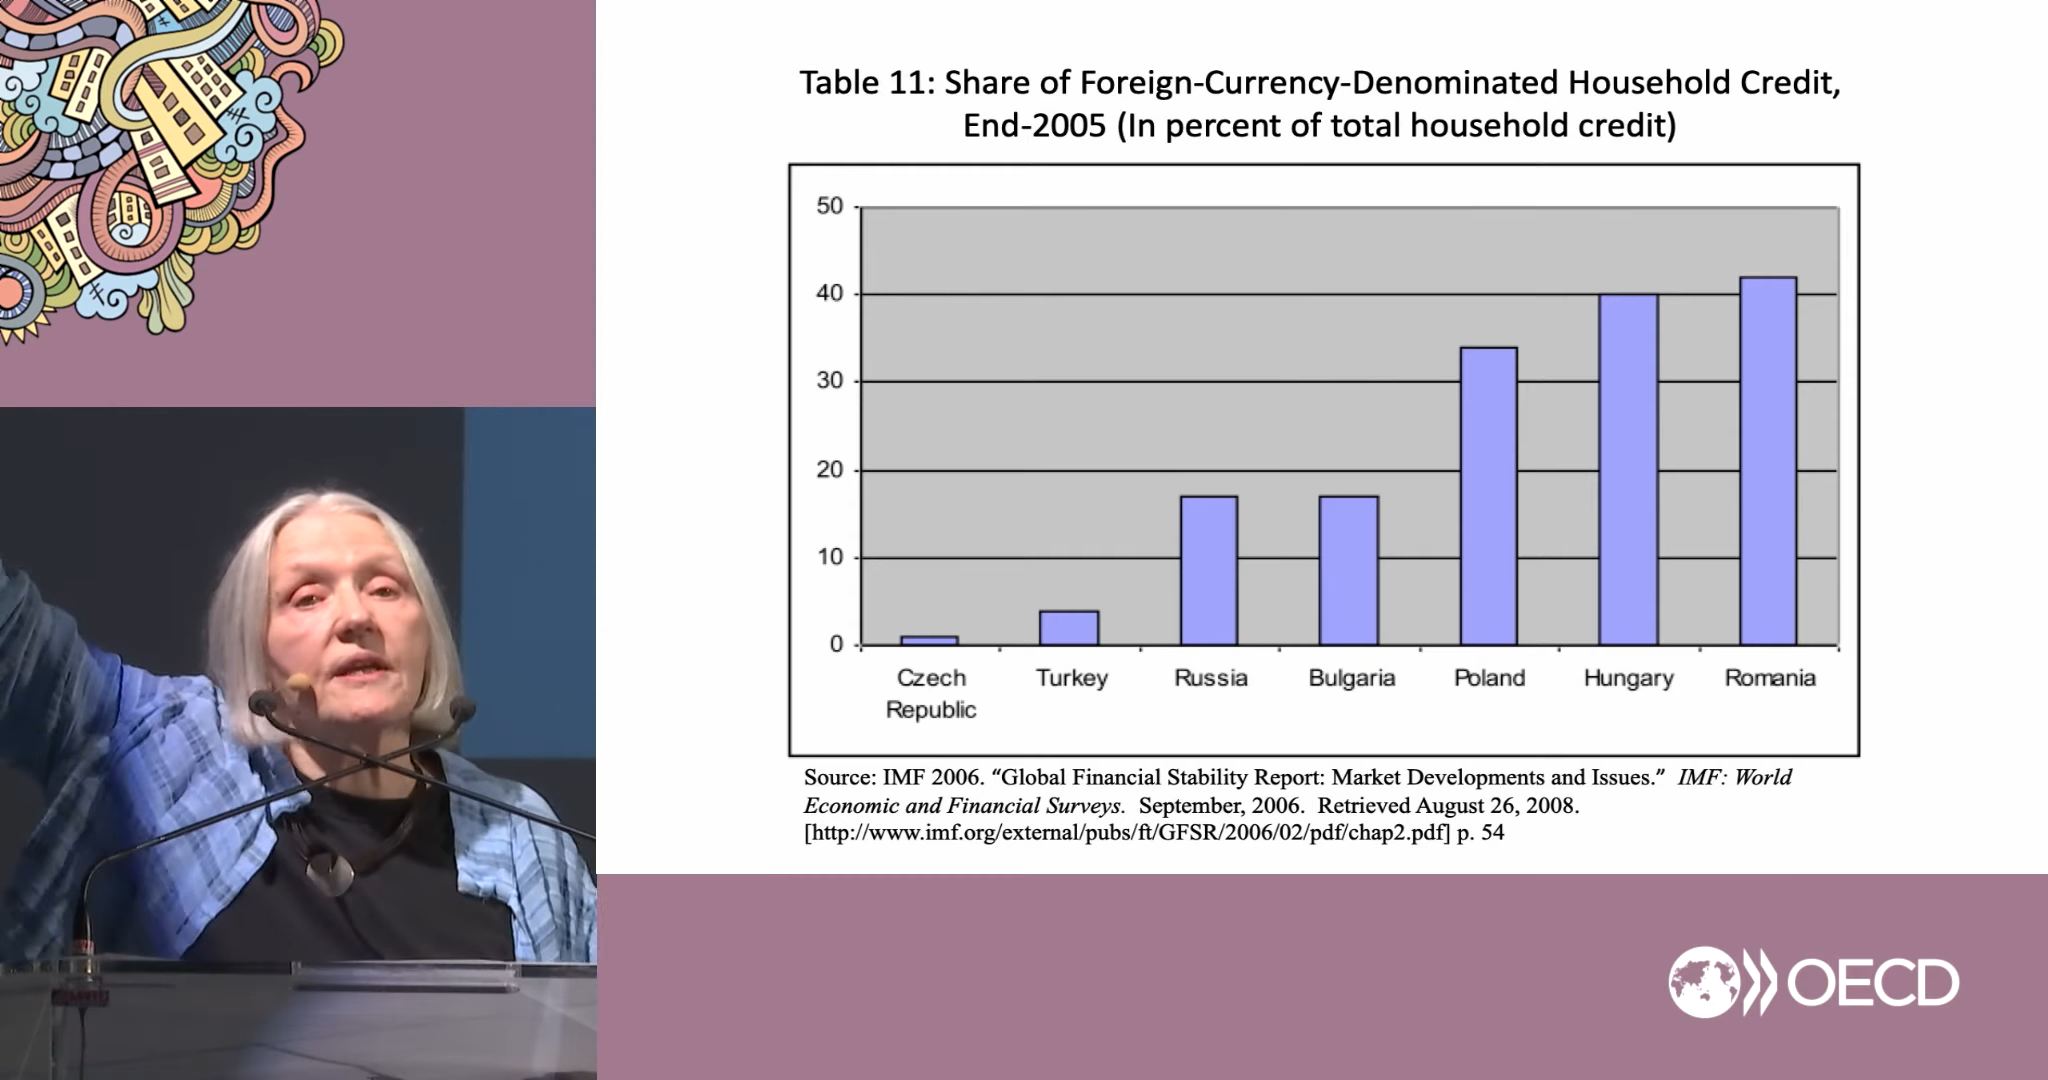 Table 11: Share of Foreign-Currency-Denominated Household Credit,
End-2005 (In percent of total household credit)
50
40
30
20
10
0
Czech Republic
Turkey
Russia
Bulgaria
Poland
Hungary
Romania
Source: IMF 2006. “Global Financial Stability Report: Market Developments and Issues.” IMF: World
Economic and Financial Surveys. September, 2006. Retrieved August 26, 2008.
[http://www.imf.org/external/pubs/ft/GFSR/2006/02/pdf/chap2.pdf] p. 54
OECD